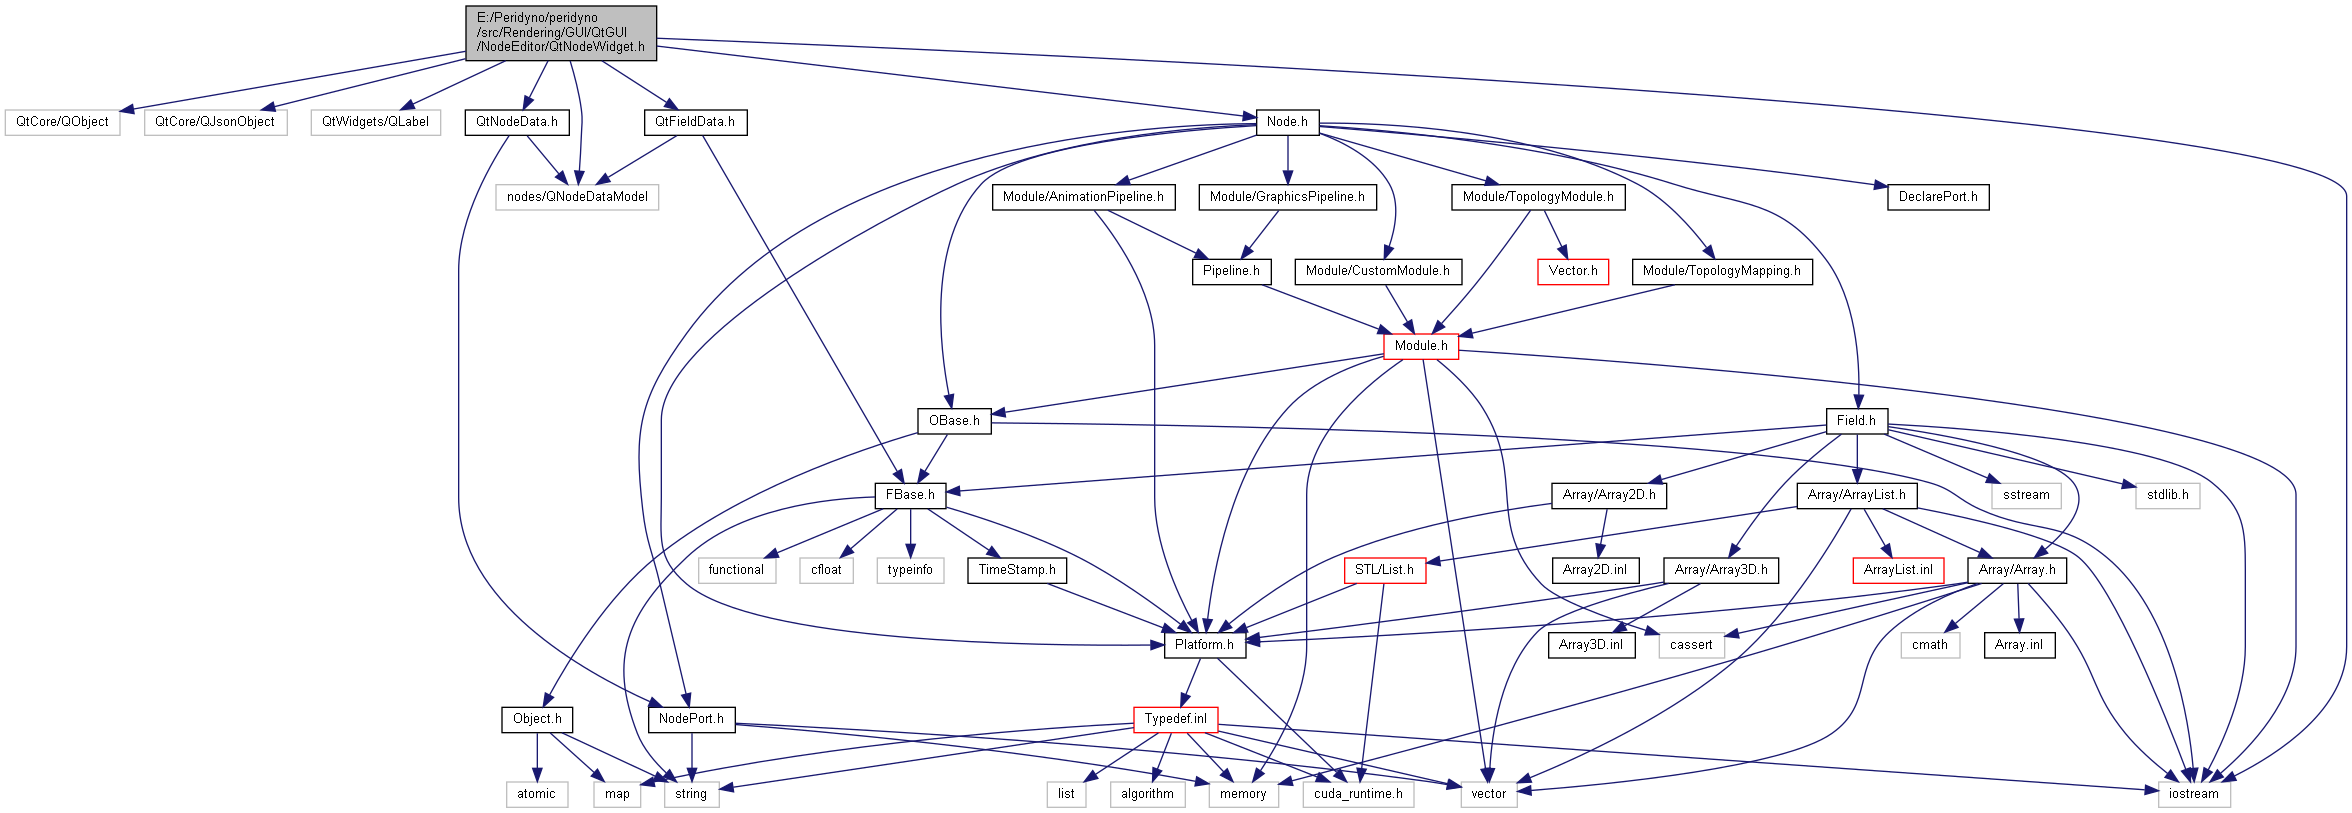 E:/Peridyno/peridyno
/src/Rendering/GUI/QtGUI
/NodeEditor/QtNodeWidget.h
QtCore/QObject
QtCore/QJsonObject
QtWidgets/QLabel
QtNodeData.h
QtFieldData.h
Node.h
nodes/QNodeDataModel
Module/AnimationPipeline.h
Module/GraphicsPipeline.h
Module/TopologyModule.h
DeclarePort.h
Pipeline.h
Module/CustomModule.h
Vector.h
Module/TopologyMapping.h
Module.h
OBase.h
Field.h
FBase.h
Array/Array2D.h
Array/ArrayList.h
sstream
stdlib.h
functional
cfloat
typeinfo
TimeStamp.h
STL/List.h
Array2D.inl
Array/Array3D.h
ArrayList.inl
Array/Array.h
Platform.h
Array3D.inl
cassert
cmath
Array.inl
Object.h
NodePort.h
Typedef.inl
atomic
map
string
list
algorithm
memory
cuda_runtime.h
vector
iostream